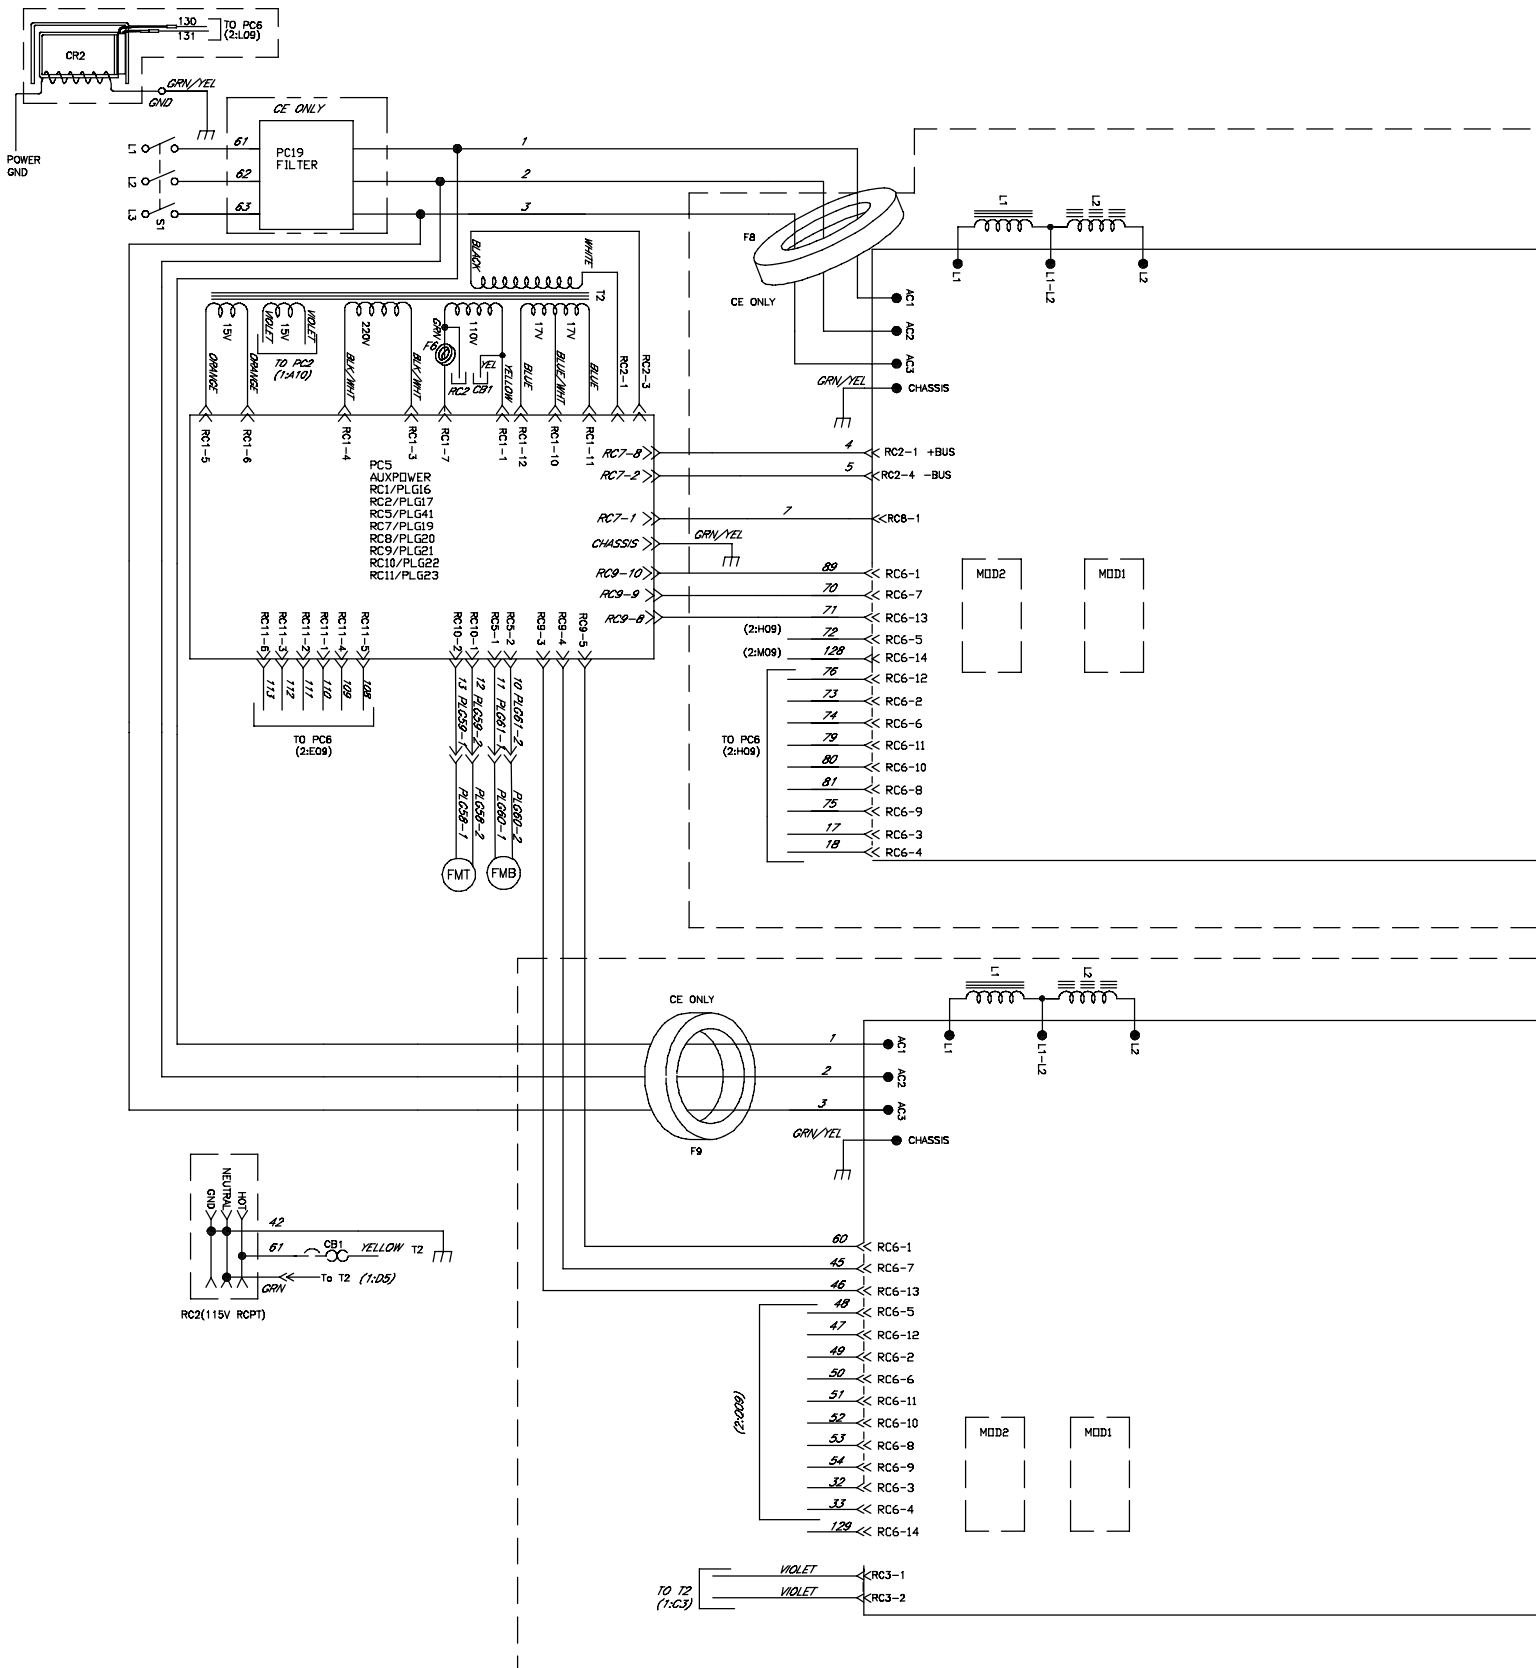 130
131
TO PC6
(2:L09)
CR2
GRN/YEL
GND
POWER
GND
CE ONLY
L1
L2
L3
S1
61
62
63
PC19
FILTER
1
2
3
BLACK
WHITE
T2
15V
VIOLET
15V
VIOLET
220V
GRN
F6
110V
17V
17V
ORANGE
ORANGE
TO PC2
(1:A10)
BLK/WHT
BLK/WHT
RC2
CB1
YEL
YELLOW
BLUE
BLUE/WHT
BLUE
RC2-1
RC2-3
RC1-5
RC1-6
RC1-4
RC1-3
RC1-7
RC1-1
RC1-12
RC1-10
RC1-11
PC5
AUXPOWER
RC1/PLG16
RC2/PLG17
RC5/PLG41
RC7/PLG19
RC8/PLG20
RC9/PLG21
RC10/PLG22
RC11/PLG23
RC7-8
RC7-2
RC7-1
CHASSIS
RC9-10
RC9-9
RC9-8
GRN/YEL
RC11-6
RC11-3
RC11-2
RC11-1
RC11-4
RC11-5
RC10-2
RC10-1
RC5-1
RC5-2
RC9-3
RC9-4
RC9-5
113
112
111
110
109
108
TO PC6
(2:E09)
13 PLG59-1
12 PLG59-2
11 PLG61-1
10 PLG61-2
PLG58-1
PLG58-2
PLG60-1
PLG60-2
FMT
FMB
F8
CE ONLY
L1
L2
L1
L1-L2
L2
AC1
AC2
AC3
GRN/YEL
CHASSIS
4
RC2-1 +BUS
5
RC2-4 -BUS
7
RC8-1
89
RC6-1
70
RC6-7
71
RC6-13
(2:H09)
72
RC6-5
(2:M09)
128
RC6-14
76
RC6-12
73
RC6-2
74
RC6-6
79
RC6-11
TO PC6
(2:H09)
80
RC6-10
81
RC6-8
75
RC6-9
17
RC6-3
18
RC6-4
MOD2
MOD1
CE ONLY
F9
L1
L2
L1
L1-L2
L2
1
AC1
2
AC2
3
AC3
GRN/YEL
CHASSIS
GND
NEUTRAL
HOT
42
61
CB1
YELLOW
T2
To T2 (1:D5)
GRN
RC2(115V RCPT)
60
RC6-1
45
RC6-7
46
RC6-13
48
RC6-5
47
RC6-12
49
RC6-2
50
RC6-6
51
RC6-11
52
RC6-10
53
RC6-8
54
RC6-9
32
RC6-3
33
RC6-4
129
RC6-14
MOD2
MOD1
TO T2
(1:C3)
VIOLET
RC3-1
VIOLET
RC3-2